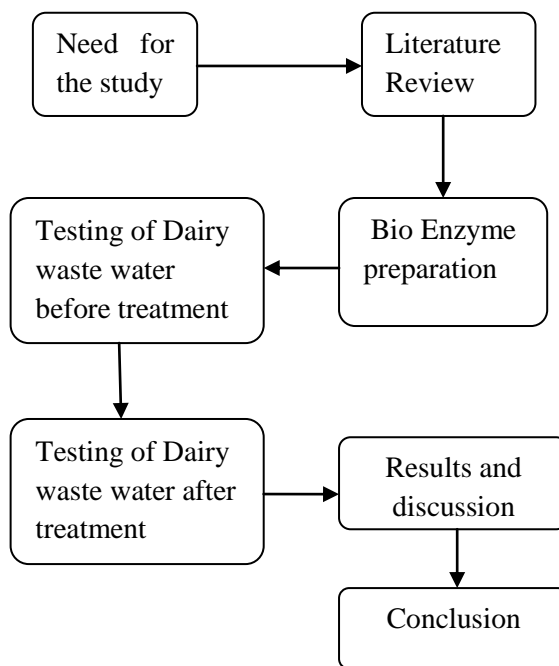 Need for
the study
Literature
Review
Bio Enzyme
preparation
Testing of Dairy
waste water
before treatment
Testing of Dairy
waste water after
treatment
Results and
discussion
Conclusion